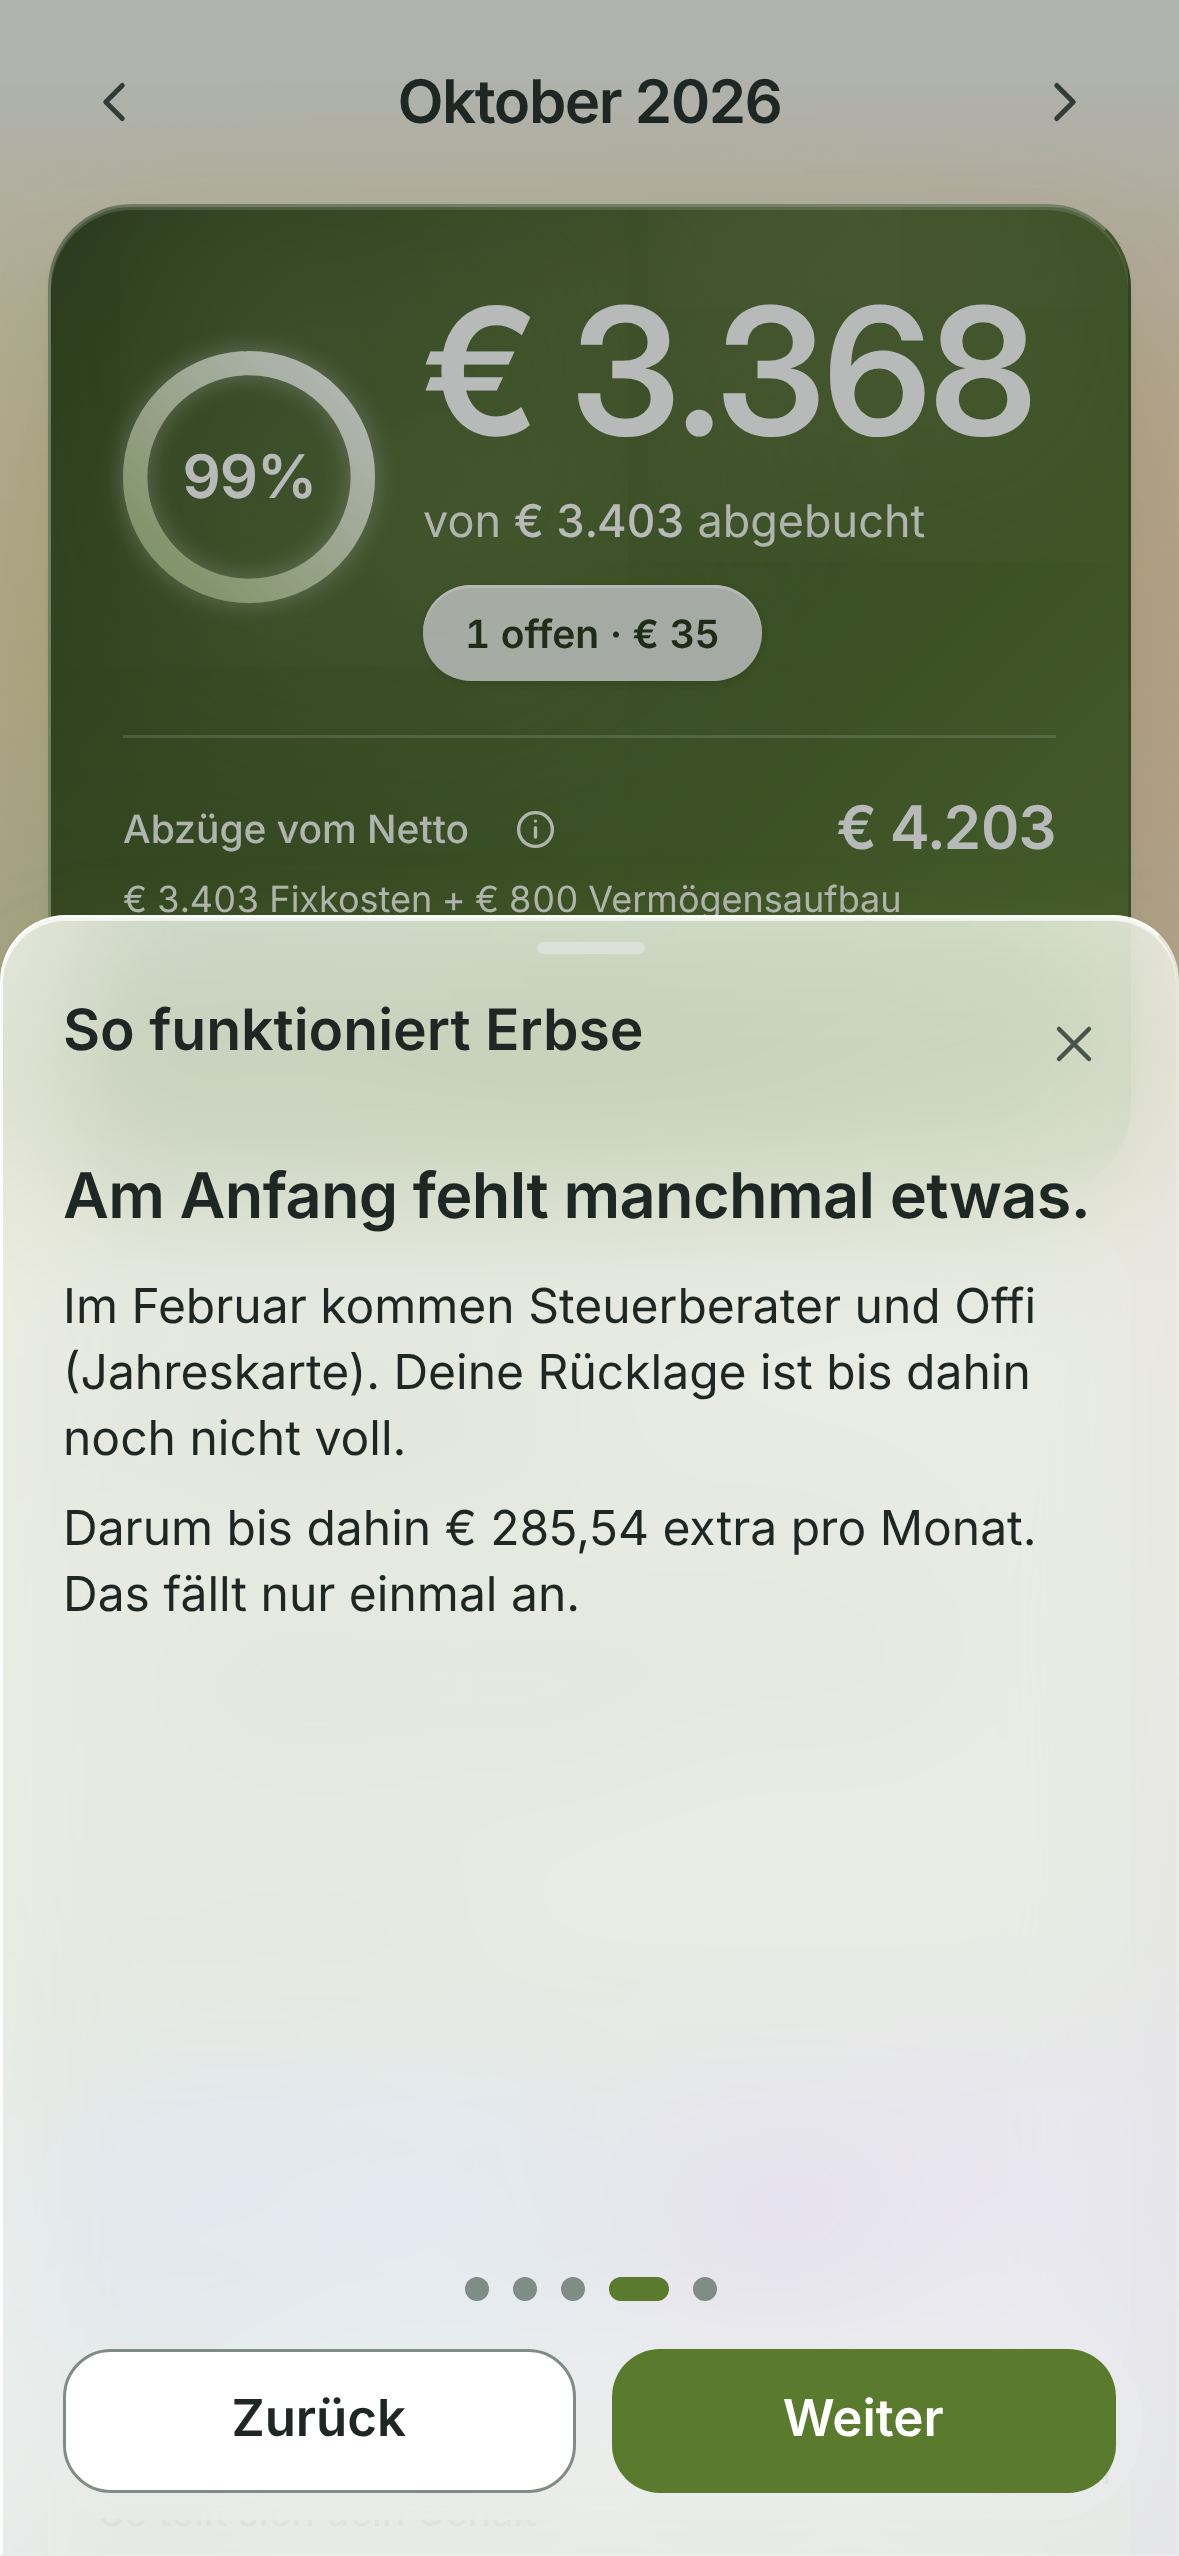 Oktober 2026
€ 3.368
99%
von € 3.403 abgebucht
1 offen · € 35
Abzüge vom Netto
€ 4.203
€ 3.403 Fixkosten + € 800 Vermögensaufbau
So funktioniert Erbse
Am Anfang fehlt manchmal etwas.
Im Februar kommen Steuerberater und Offi
(Jahreskarte). Deine Rücklage ist bis dahin
noch nicht voll.
Darum bis dahin € 285,54 extra pro Monat.
Das fällt nur einmal an.
Zurück
Weiter